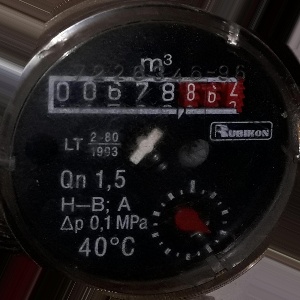 m³
00678862
LT 2-80
1993
RUBIKON
Qn 1,5
H–B; A
Δp 0,1 MPa
40°C